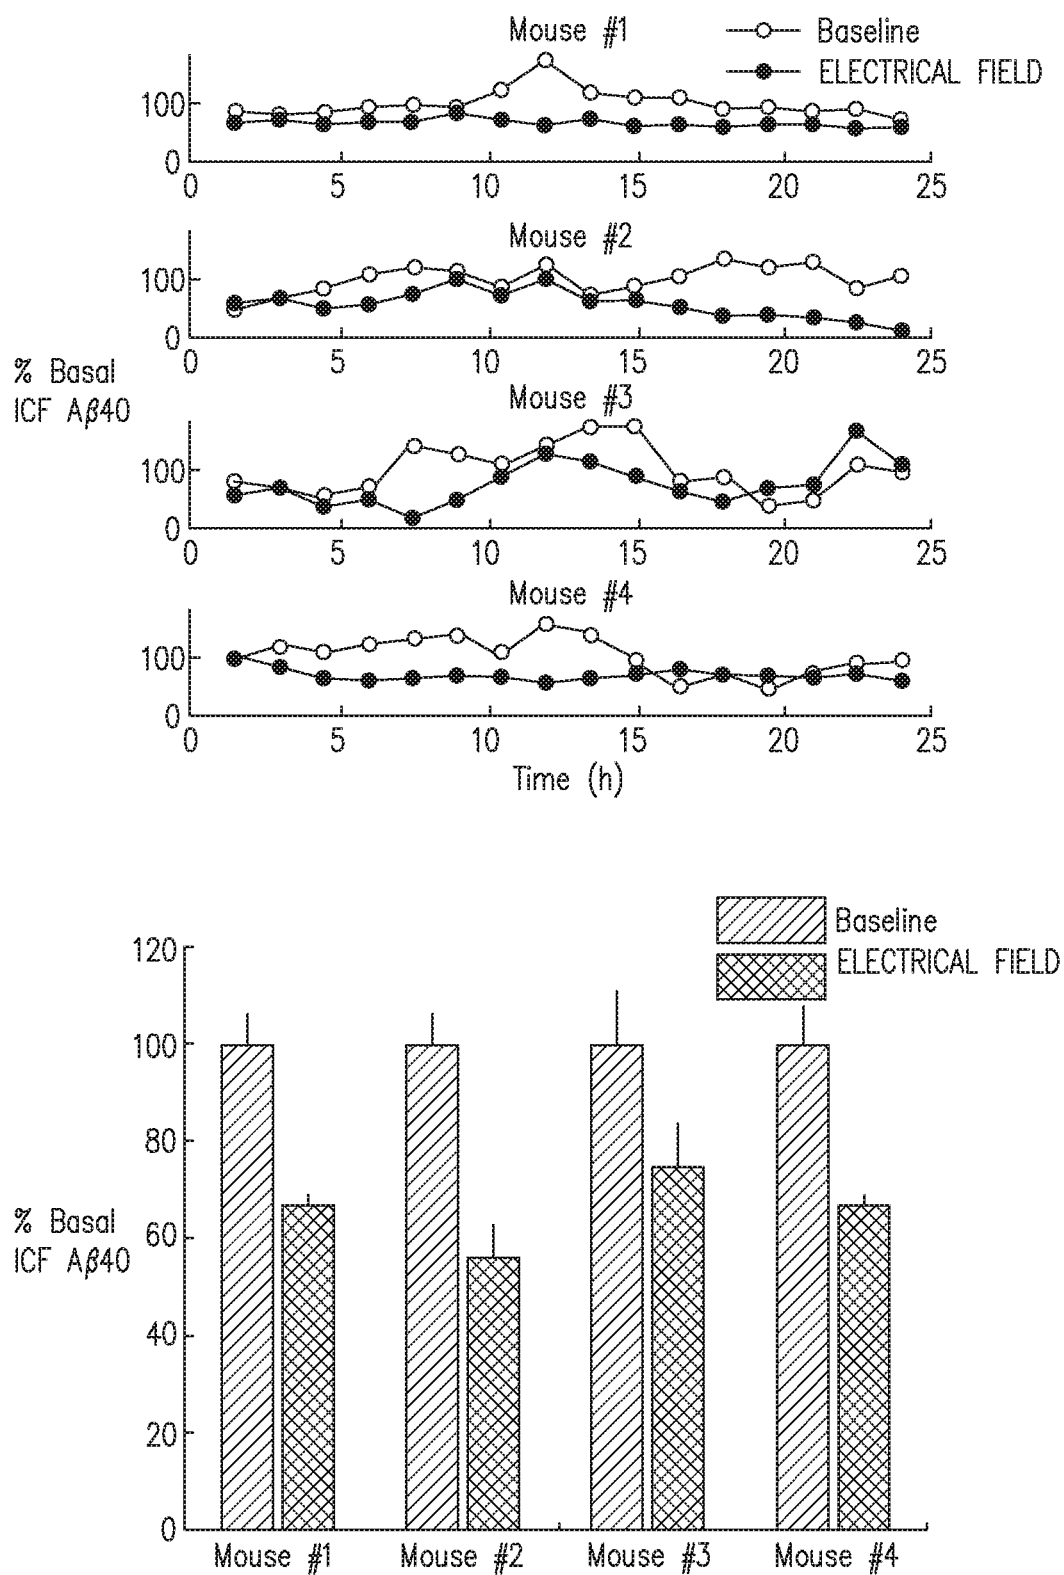 Mouse #1
Baseline
ELECTRICAL FIELD
100
0
0 5 10 15 20 25
Mouse #2
100
0
0 5 10 15 20 25
% Basal
ICF Aβ40
Mouse #3
100
0
0 5 10 15 20 25
Mouse #4
100
0
0 5 10 15 20 25
Time (h)
Baseline
ELECTRICAL FIELD
120
100
80
60
40
20
0
% Basal
ICF Aβ40
Mouse #1 Mouse #2 Mouse #3 Mouse #4